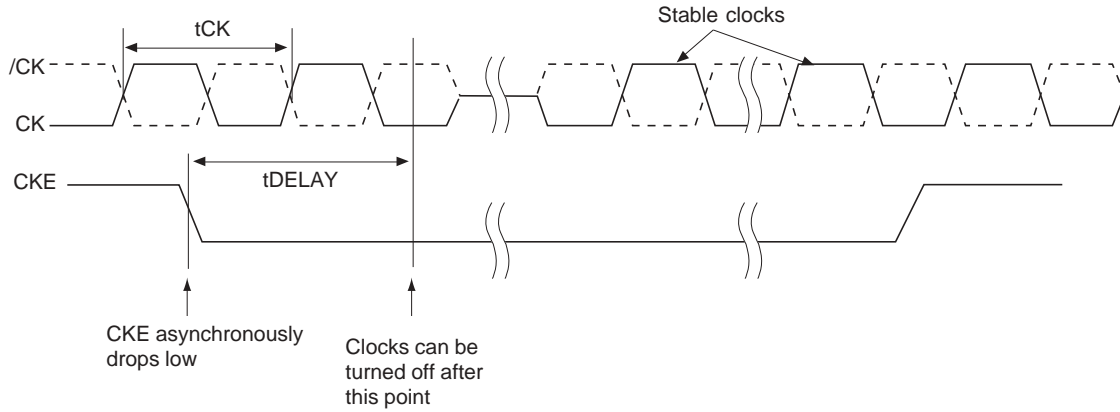 Stable clocks
tCK
/CK
CK
tDELAY
CKE
CKE asynchronously
drops low
Clocks can be
turned off after
this point